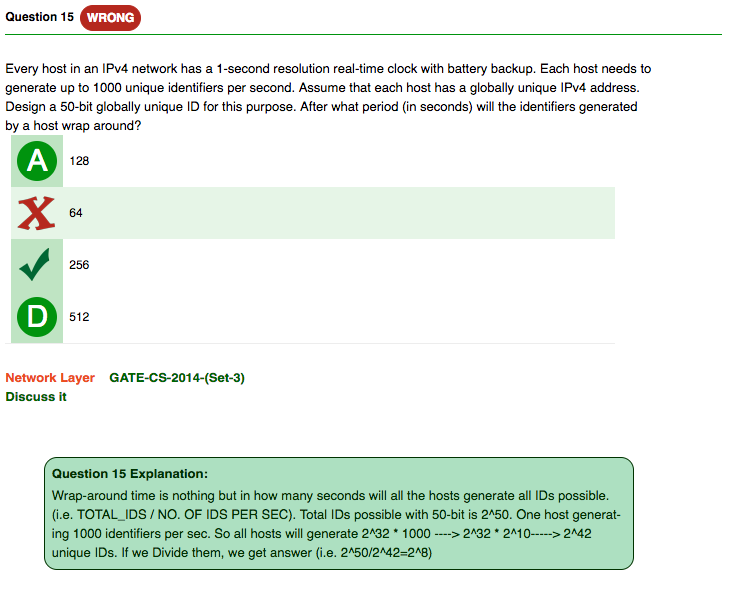 Question 15 WRONG
Every host in an IPv4 network has a 1-second resolution real-time clock with battery backup. Each host needs to
generate up to 1000 unique identifiers per second. Assume that each host has a globally unique IPv4 address.
Design a 50-bit globally unique ID for this purpose. After what period (in seconds) will the identifiers generated
by a host wrap around?
A 128
X 64
256
D 512
Network Layer GATE-CS-2014-(Set-3)
Discuss it
Question 15 Explanation:
Wrap-around time is nothing but in how many seconds will all the hosts generate all IDs possible.
(i.e. TOTAL_IDS / NO. OF IDS PER SEC). Total IDs possible with 50-bit is 2^50. One host generat-
ing 1000 identifiers per sec. So all hosts will generate 2^32 * 1000 ----> 2^32 * 2^10-----> 2^42
unique IDs. If we Divide them, we get answer (i.e. 2^50/2^42=2^8)